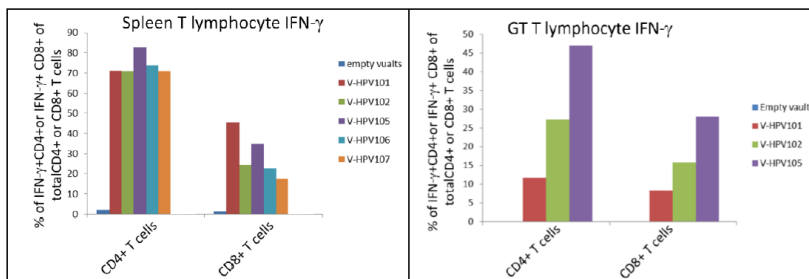 Spleen T lymphocyte IFN-γ
% of IFN-γ+CD4+or IFN-γ+ CD8+ of
totalCD4+ or CD8+ T cells
90
80
70
60
50
40
30
20
10
0
CD4+ T cells
CD8+ T cells
empty vualts
V-HPV101
V-HPV102
V-HPV105
V-HPV106
V-HPV107
GT T lymphocyte IFN-γ
% of IFN-γ+CD4+or IFN-γ+ CD8+ of
totalCD4+ or CD8+ T cells
50
45
40
35
30
25
20
15
10
5
0
CD4+ T cells
CD8+ T cells
Empty vault
V-HPV101
V-HPV102
V-HPV105